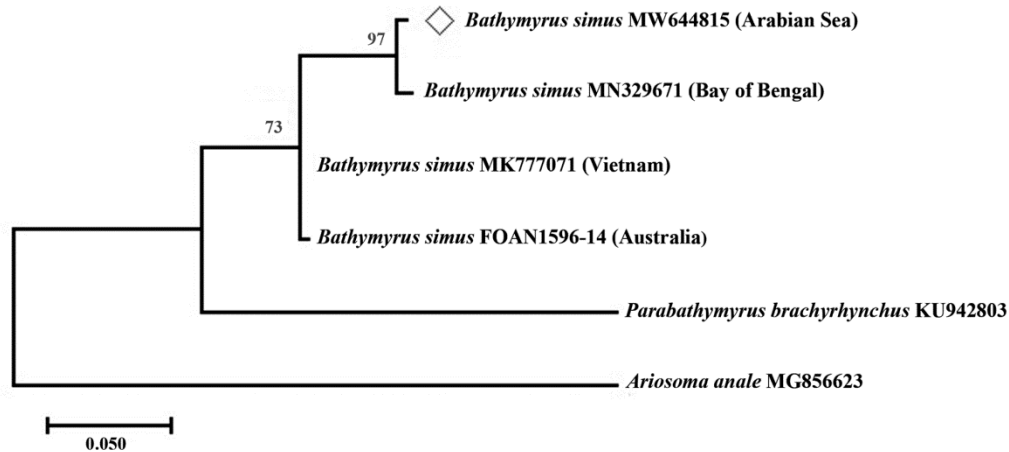 Bathymyrus simus MW644815 (Arabian Sea)
97
Bathymyrus simus MN329671 (Bay of Bengal)
73
Bathymyrus simus MK777071 (Vietnam)
Bathymyrus simus FOAN1596-14 (Australia)
Parabathymyrus brachyrhynchus KU942803
Ariosoma anale MG856623
0.050